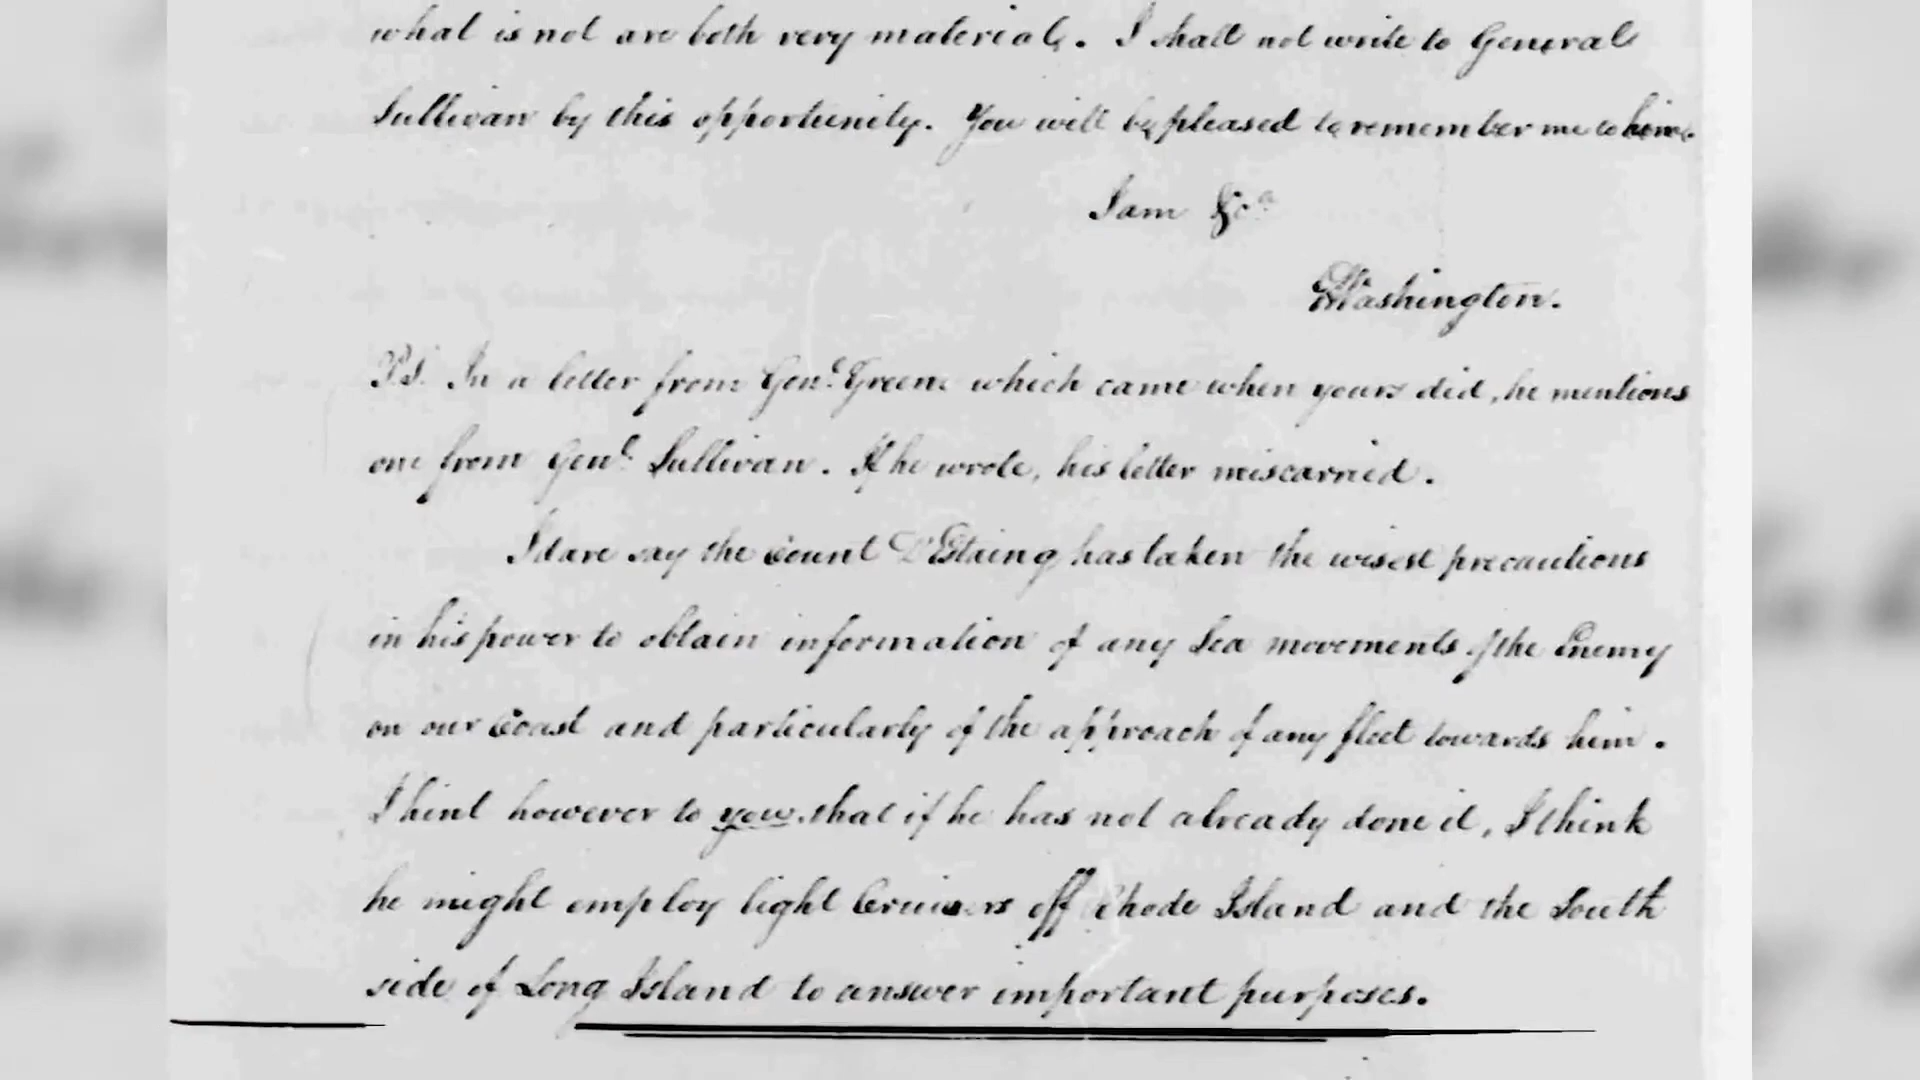 what is not are both very material. I shall not write to General
Sullivan by this opportunity. You will be pleased to remember me to him.
I am &ca
GWashington.
P.S. In a letter from Genl. Greene which came when yours did, he mentions
one from Genl. Sullivan. If he wrote, his letter miscarried.
I dare say the Count D'Estaing has taken the wisest precautions
in his power to obtain information of any Sea movements of the Enemy
on our Coast and particularly of the approach of any fleet towards him.
I hint however to you, that if he has not already done it, I think
he might employ light Cruisers off Rhode Island and the South
side of Long Island to answer important purposes.